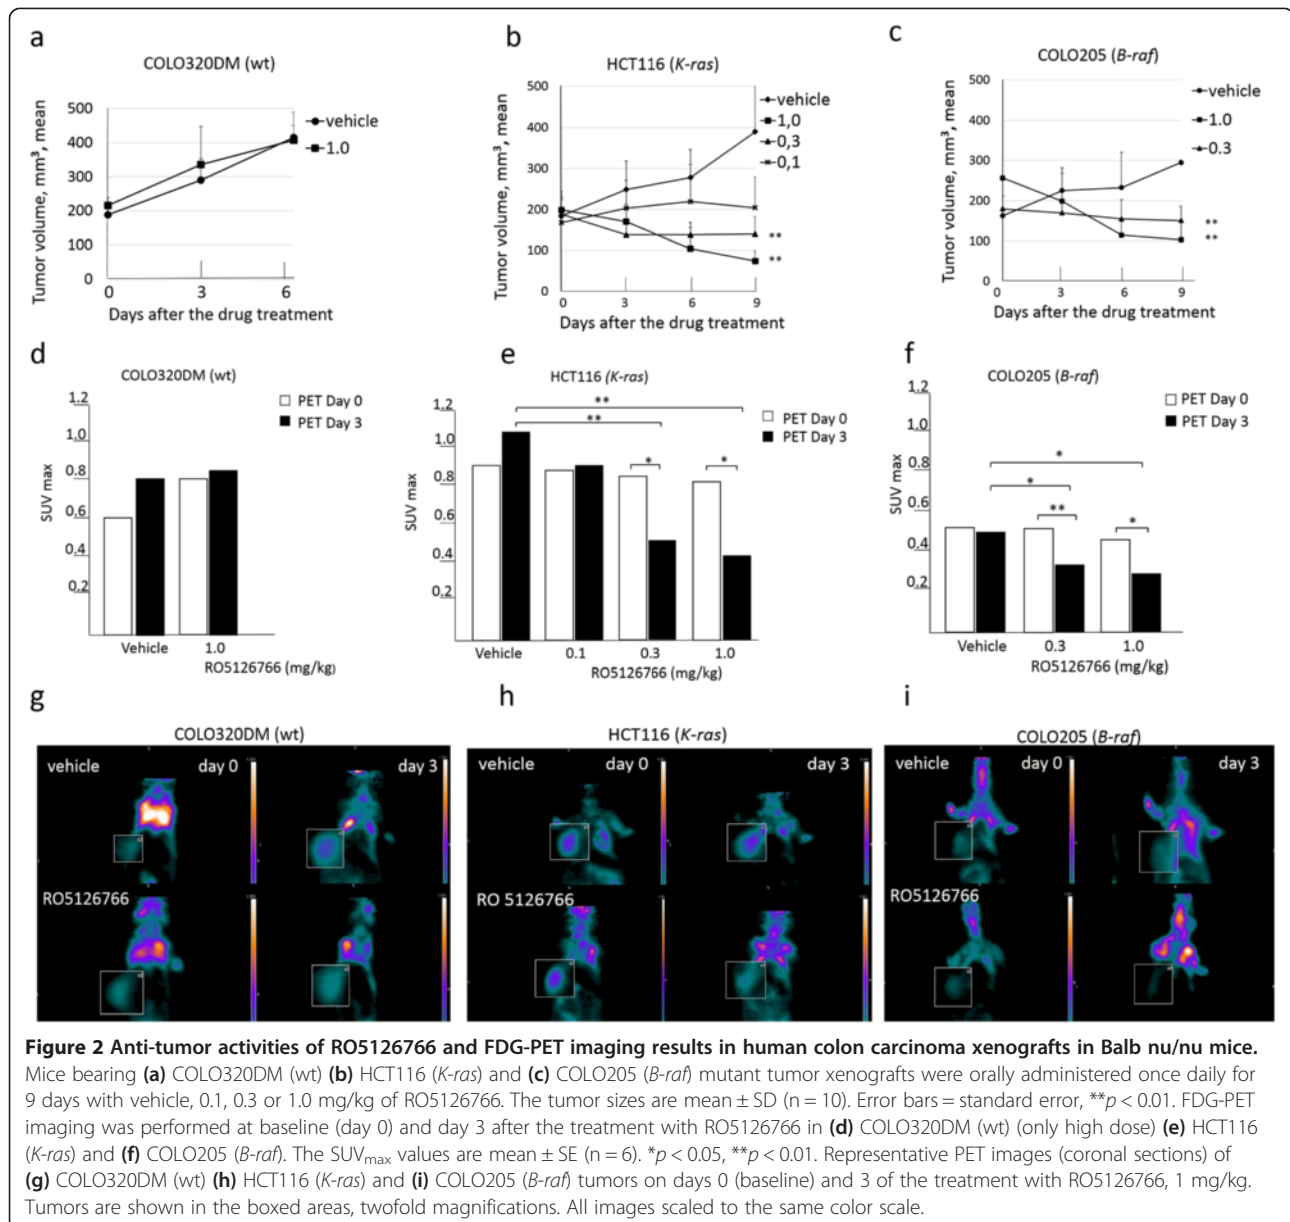 a
COLO320DM (wt)
Tumor volume, mm³, mean
500
400
300
200
100
0
0 3 6
Days after the drug treatment
vehicle
1.0
b
HCT116 (K-ras)
Tumor volume, mm³, mean
500
400
300
200
100
0
0 3 6 9
Days after the drug treatment
vehicle
1,0
0,3
0,1
**
**
c
COLO205 (B-raf)
Tumor volume, mm³, mean
500
400
300
200
100
0
0 3 6 9
Days after the drug treatment
vehicle
1.0
0.3
**
**
d
COLO320DM (wt)
SUV max
1.2
1.0
0.8
0.6
0.4
0.2
PET Day 0
PET Day 3
Vehicle 1.0
RO5126766 (mg/kg)
e
HCT116 (K-ras)
SUV max
1.2
1.0
0.8
0.6
0.4
0.2
**
**
* *
PET Day 0
PET Day 3
Vehicle 0.1 0.3 1.0
RO5126766 (mg/kg)
f
COLO205 (B-raf)
SUV max
1.2
1.0
0.8
0.6
0.4
0.2
PET Day 0
PET Day 3
*
*
** *
Vehicle 0.3 1.0
RO5126766 (mg/kg)
g
COLO320DM (wt)
vehicle day 0 day 3
RO5126766
h
HCT116 (K-ras)
vehicle day 0 day 3
RO 5126766
i
COLO205 (B-raf)
vehicle day 0 day 3
RO5126766
Figure 2 Anti-tumor activities of RO5126766 and FDG-PET imaging results in human colon carcinoma xenografts in Balb nu/nu mice.
Mice bearing (a) COLO320DM (wt) (b) HCT116 (K-ras) and (c) COLO205 (B-raf) mutant tumor xenografts were orally administered once daily for
9 days with vehicle, 0.1, 0.3 or 1.0 mg/kg of RO5126766. The tumor sizes are mean ± SD (n = 10). Error bars = standard error, **p < 0.01. FDG-PET
imaging was performed at baseline (day 0) and day 3 after the treatment with RO5126766 in (d) COLO320DM (wt) (only high dose) (e) HCT116
(K-ras) and (f) COLO205 (B-raf). The SUVmax values are mean ± SE (n = 6). *p < 0.05, **p < 0.01. Representative PET images (coronal sections) of
(g) COLO320DM (wt) (h) HCT116 (K-ras) and (i) COLO205 (B-raf) tumors on days 0 (baseline) and 3 of the treatment with RO5126766, 1 mg/kg.
Tumors are shown in the boxed areas, twofold magnifications. All images scaled to the same color scale.